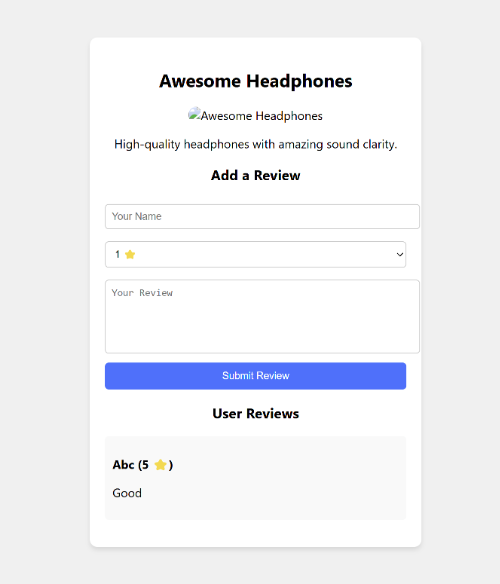 Awesome Headphones
Awesome Headphones
High-quality headphones with amazing sound clarity.
Add a Review
Your Name
1 ⭐
Your Review
Submit Review
User Reviews
Abc (5 ⭐)
Good